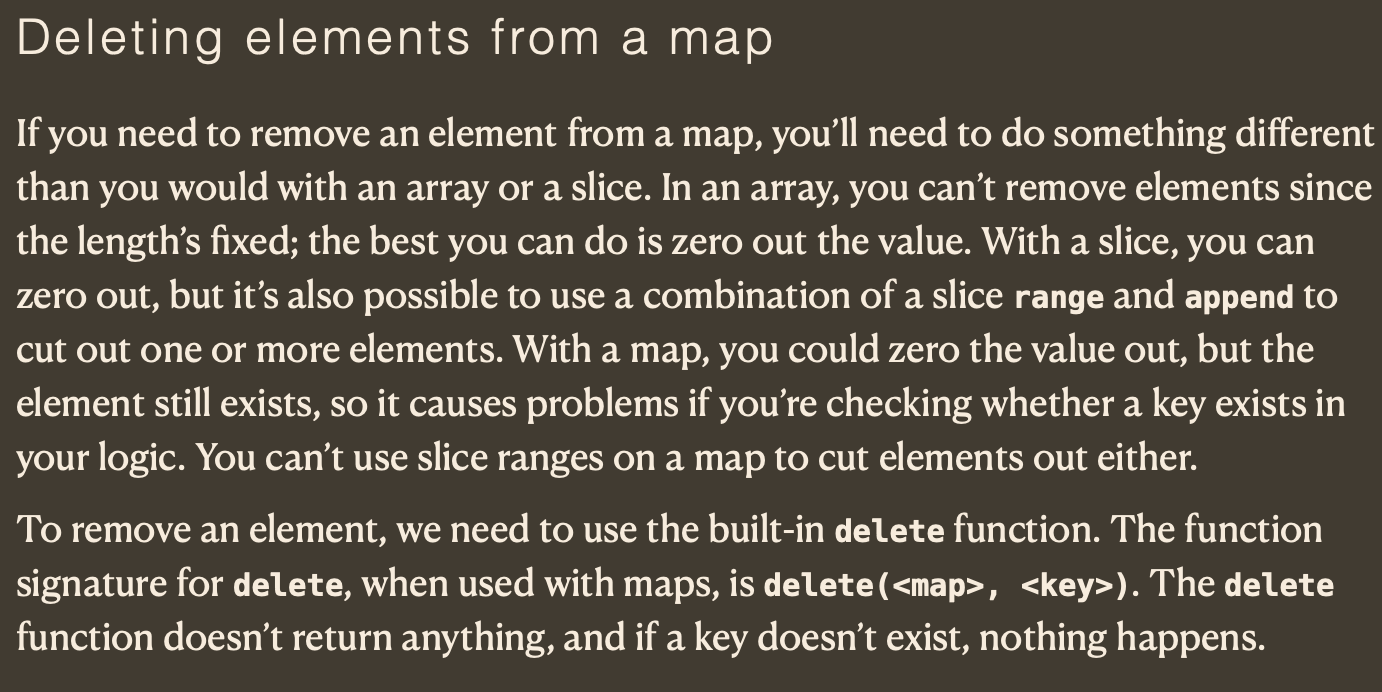 Deleting elements from a map
If you need to remove an element from a map, you’ll need to do something different
than you would with an array or a slice. In an array, you can’t remove elements since
the length’s fixed; the best you can do is zero out the value. With a slice, you can
zero out, but it’s also possible to use a combination of a slice range and append to
cut out one or more elements. With a map, you could zero the value out, but the
element still exists, so it causes problems if you’re checking whether a key exists in
your logic. You can’t use slice ranges on a map to cut elements out either.
To remove an element, we need to use the built-in delete function. The function
signature for delete, when used with maps, is delete(<map>, <key>). The delete
function doesn’t return anything, and if a key doesn’t exist, nothing happens.